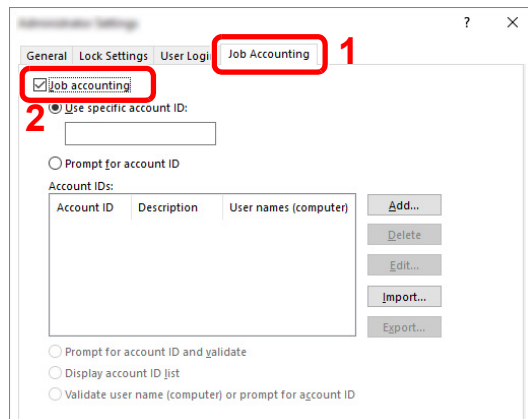 ? X
General Lock Settings User Logi Job Accounting 1
Job accounting
2 Use specific account ID:
Prompt for account ID
Account IDs:
Account ID Description User names (computer) Add...
Delete
Edit...
Import...
Export...
Prompt for account ID and validate
Display account ID list
Validate user name (computer) or prompt for account ID